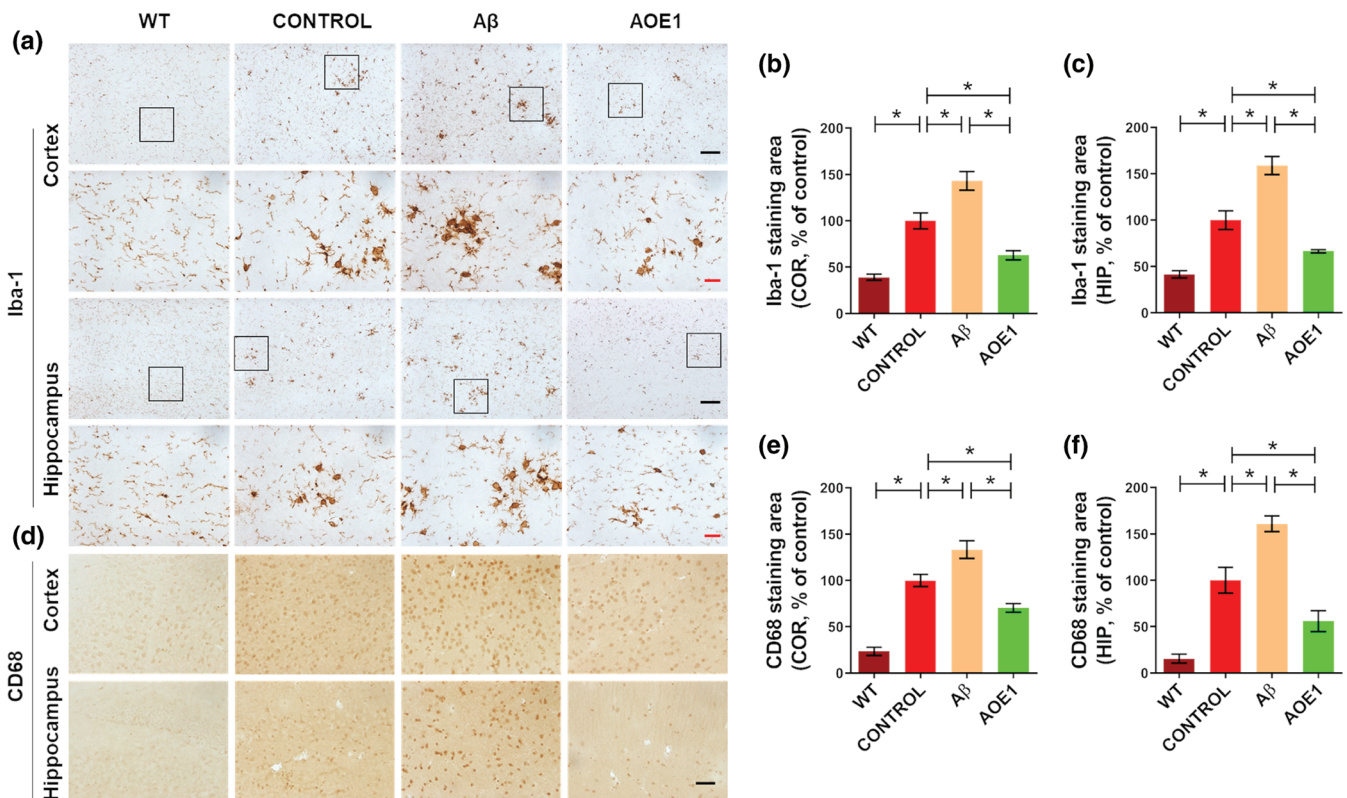 WT CONTROL Aβ AOE1
(a)
Iba-1
Cortex
Hippocampus
(d)
CD68
Cortex
Hippocampus
(b)
Iba-1 staining area
(COR, % of control)
200
150
100
50
0
* * * *
WT CONTROL Aβ AOE1
(c)
Iba-1 staining area
(HIP, % of control)
200
150
100
50
0
* * * *
WT CONTROL Aβ AOE1
(e)
CD68 staining area
(COR, % of control)
200
150
100
50
0
* * * *
WT CONTROL Aβ AOE1
(f)
CD68 staining area
(HIP, % of control)
200
150
100
50
0
* * * *
WT CONTROL Aβ AOE1